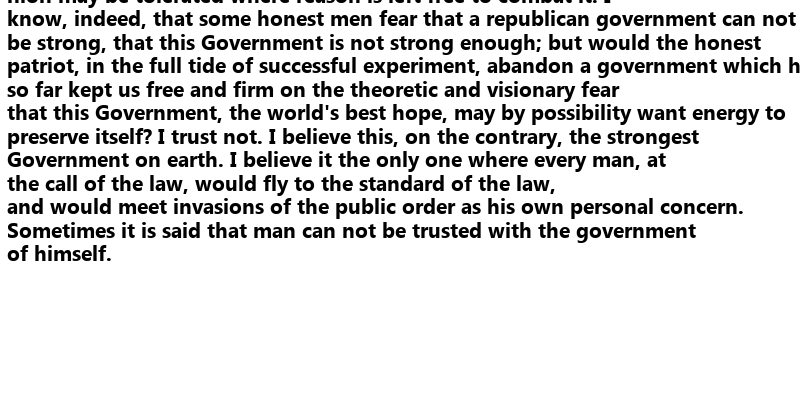 may be tolerated where reason is left free to combat it. I
know, indeed, that some honest men fear that a republican government can not
be strong, that this Government is not strong enough; but would the honest
patriot, in the full tide of successful experiment, abandon a government which h
so far kept us free and firm on the theoretic and visionary fear
that this Government, the world's best hope, may by possibility want energy to
preserve itself? I trust not. I believe this, on the contrary, the strongest
Government on earth. I believe it the only one where every man, at
the call of the law, would fly to the standard of the law,
and would meet invasions of the public order as his own personal concern.
Sometimes it is said that man can not be trusted with the government
of himself.